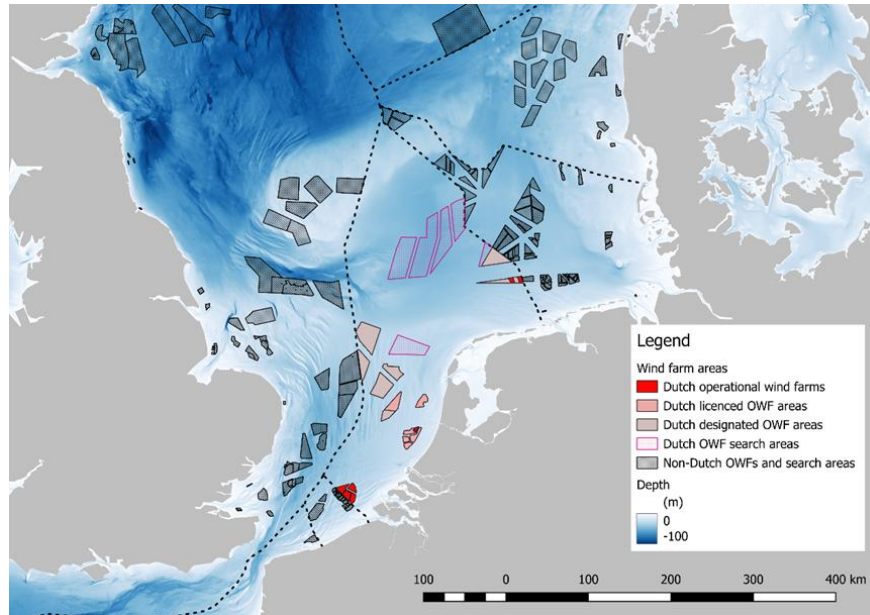 Legend
Wind farm areas
Dutch operational wind farms
Dutch licenced OWF areas
Dutch designated OWF areas
Dutch OWF search areas
Non-Dutch OWFs and search areas
Depth
(m)
0
-100
100 0 100 200 300 400 km